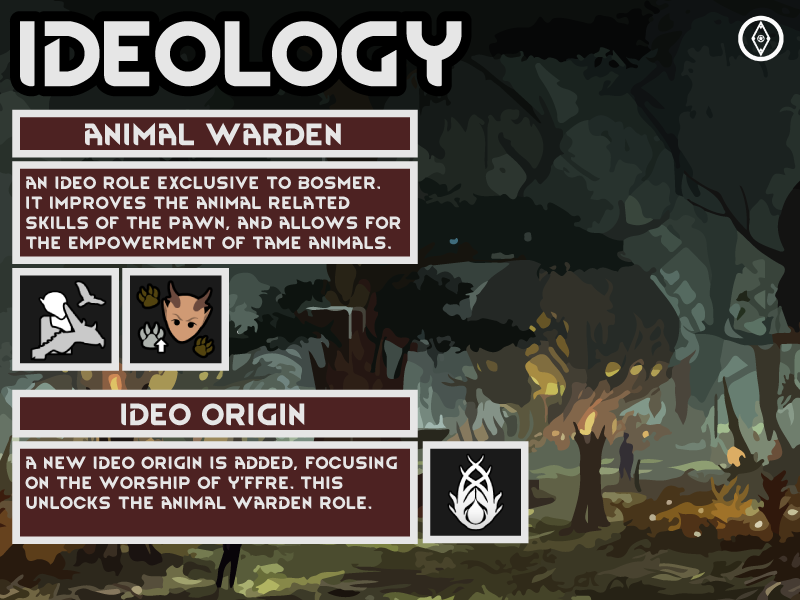 IDEOLOGY
ANIMAL WARDEN
AN IDEO ROLE EXCLUSIVE TO BOSMER.
IT IMPROVES THE ANIMAL RELATED
SKILLS OF THE PAWN, AND ALLOWS FOR
THE EMPOWERMENT OF TAME ANIMALS.
IDEO ORIGIN
A NEW IDEO ORIGIN IS ADDED, FOCUSING
ON THE WORSHIP OF Y'FFRE. THIS
UNLOCKS THE ANIMAL WARDEN ROLE.